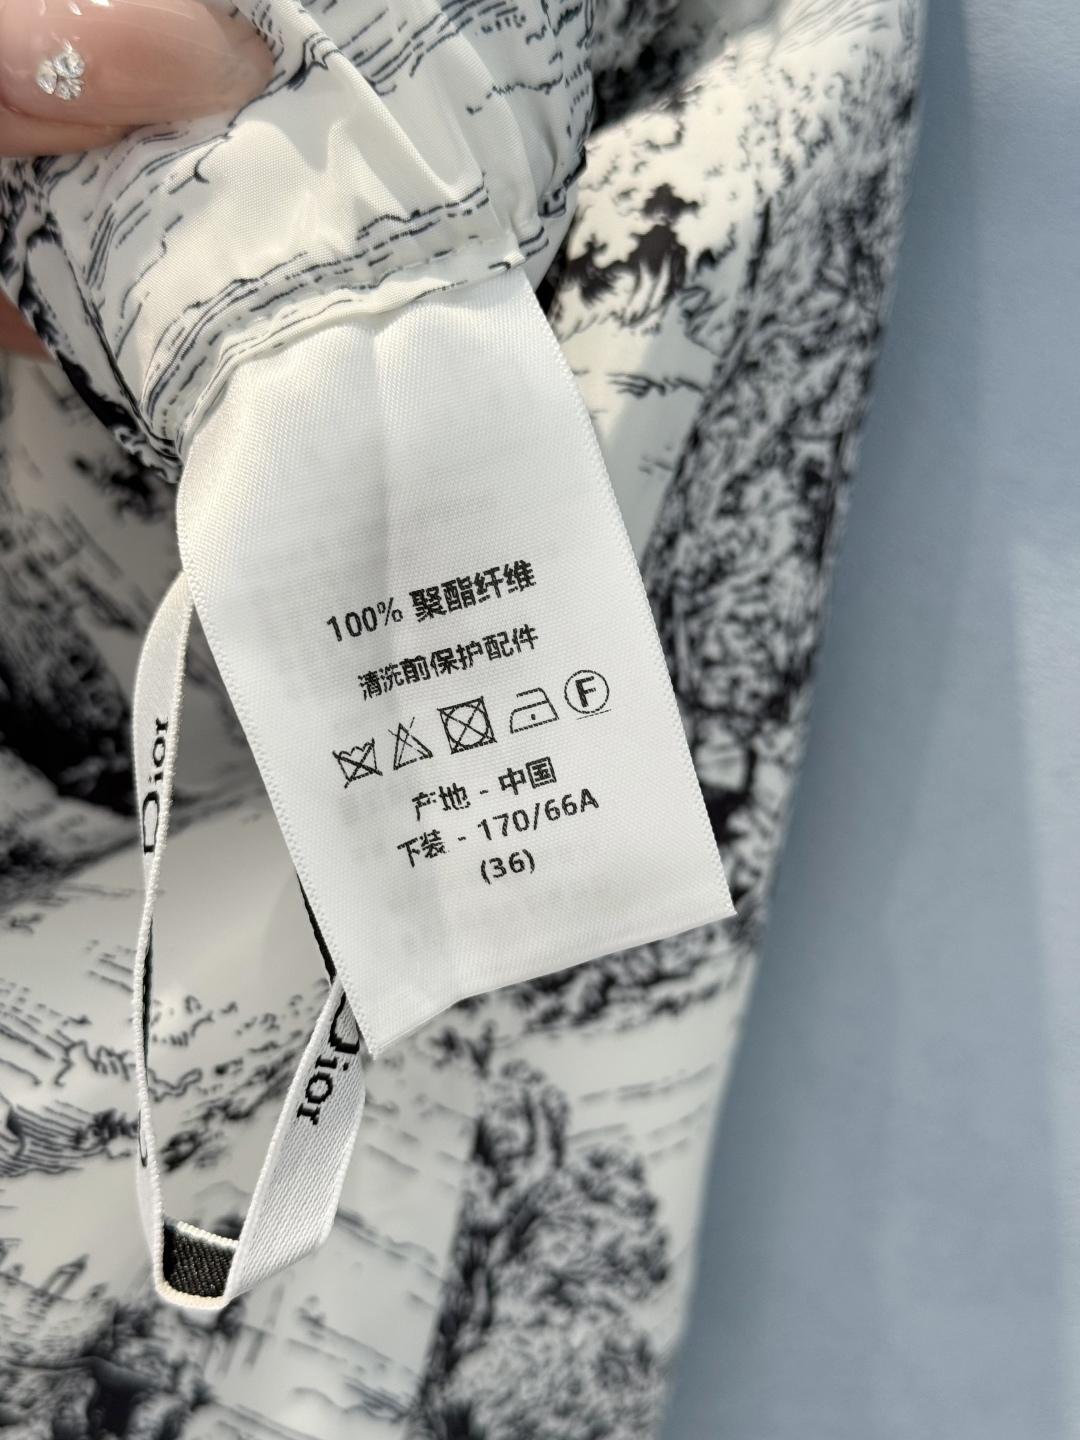 100% 聚酯纤维
清洗前保护配件
F
产地 - 中国
下装 - 170/66A
(36)
Dior
Dior